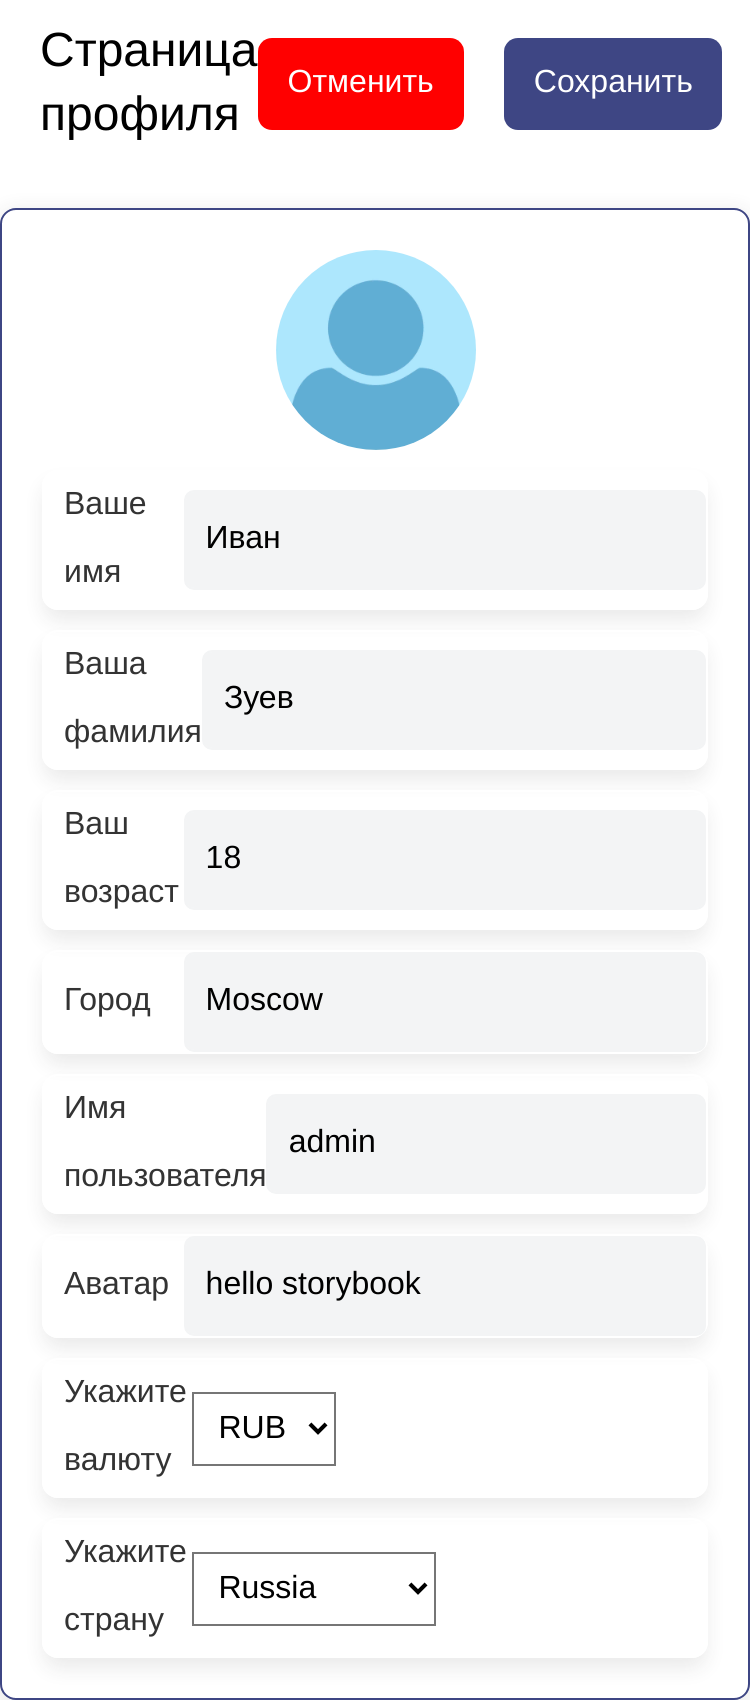 Страница
профиля
Отменить
Сохранить
Ваше
имя
Иван
Ваша
фамилия
Зуев
Ваш
возраст
18
Город
Moscow
Имя
пользователя
admin
Аватар
hello storybook
Укажите
валюту
RUB
Укажите
страну
Russia